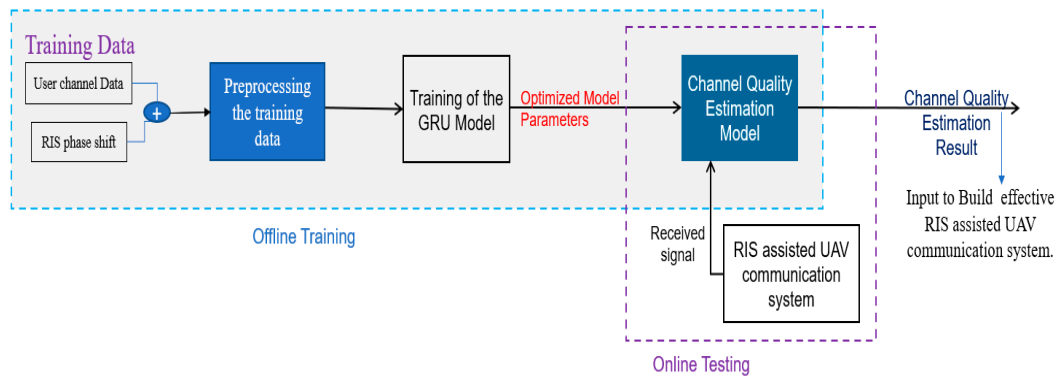 Training Data
User channel Data
RIS phase shift
+
Preprocessing
the training
data
Training of the
GRU Model
Optimized Model
Parameters
Channel Quality
Estimation
Model
Channel Quality
Estimation
Result
Input to Build effective
RIS assisted UAV
communication system.
Offline Training
Received
signal
RIS assisted UAV
communication
system
Online Testing